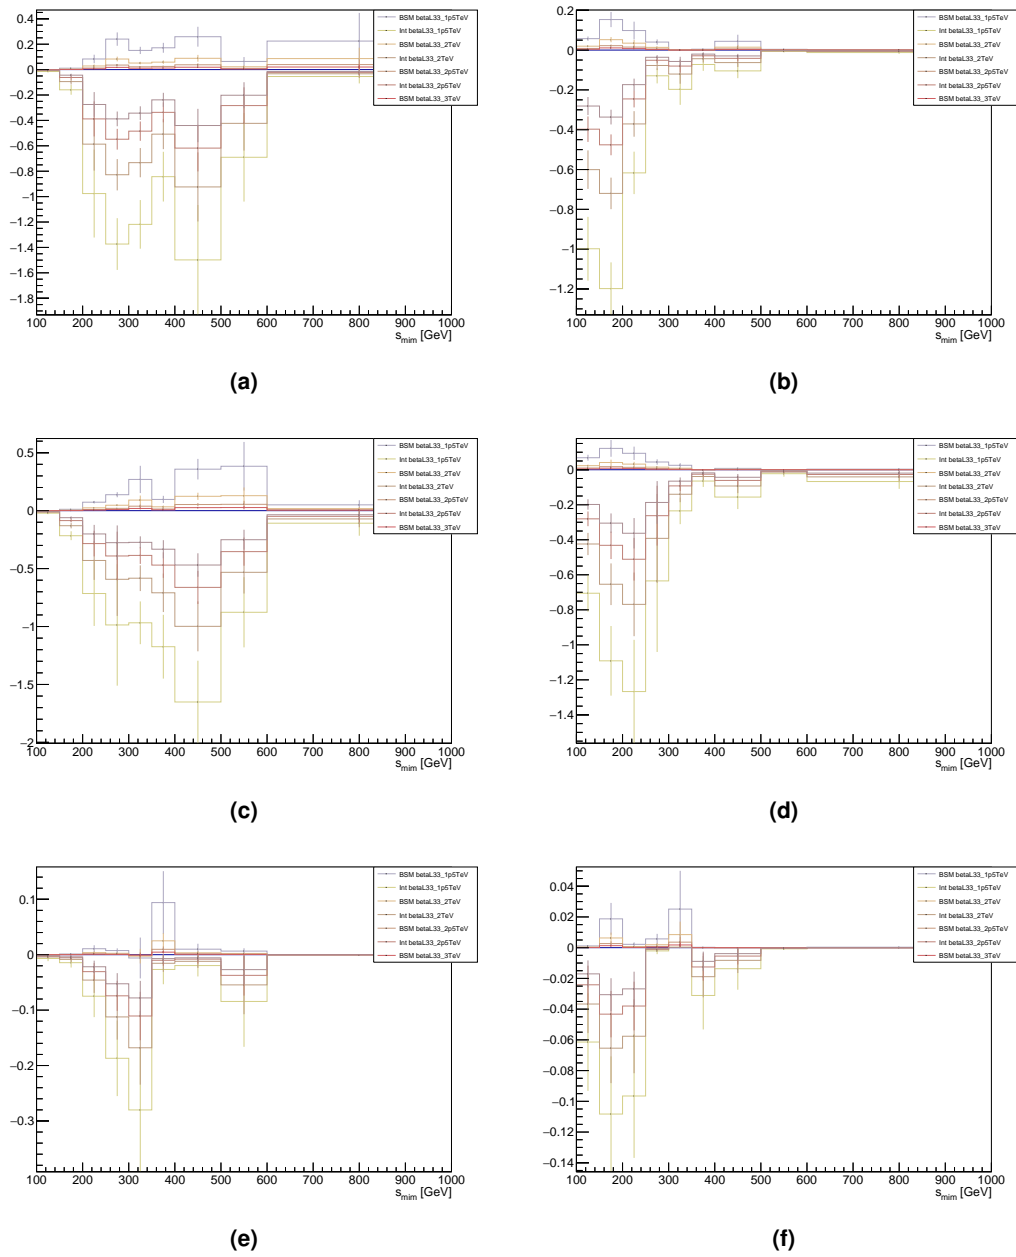 0.4
0.2
0
−0.2
−0.4
−0.6
−0.8
−1
−1.2
−1.4
−1.6
−1.8
100 200 300 400 500 600 700 800 900 1000
s_mim [GeV]
BSM betaL33_1p5TeV
Int betaL33_1p5TeV
BSM betaL33_2TeV
Int betaL33_2TeV
BSM betaL33_2p5TeV
Int betaL33_2p5TeV
BSM betaL33_3TeV
(a)
0.2
0
−0.2
−0.4
−0.6
−0.8
−1
−1.2
100 200 300 400 500 600 700 800 900 1000
s_mim [GeV]
BSM betaL33_1p5TeV
Int betaL33_1p5TeV
BSM betaL33_2TeV
Int betaL33_2TeV
BSM betaL33_2p5TeV
Int betaL33_2p5TeV
BSM betaL33_3TeV
(b)
0.5
0
−0.5
−1
−1.5
−2
100 200 300 400 500 600 700 800 900 1000
s_mim [GeV]
BSM betaL33_1p5TeV
Int betaL33_1p5TeV
BSM betaL33_2TeV
Int betaL33_2TeV
BSM betaL33_2p5TeV
Int betaL33_2p5TeV
BSM betaL33_3TeV
(c)
0
−0.2
−0.4
−0.6
−0.8
−1
−1.2
−1.4
100 200 300 400 500 600 700 800 900 1000
s_mim [GeV]
BSM betaL33_1p5TeV
Int betaL33_1p5TeV
BSM betaL33_2TeV
Int betaL33_2TeV
BSM betaL33_2p5TeV
Int betaL33_2p5TeV
BSM betaL33_3TeV
(d)
0.1
0
−0.1
−0.2
−0.3
100 200 300 400 500 600 700 800 900 1000
s_mim [GeV]
BSM betaL33_1p5TeV
Int betaL33_1p5TeV
BSM betaL33_2TeV
Int betaL33_2TeV
BSM betaL33_2p5TeV
Int betaL33_2p5TeV
BSM betaL33_3TeV
(e)
0.04
0.02
0
−0.02
−0.04
−0.06
−0.08
−0.1
−0.12
−0.14
100 200 300 400 500 600 700 800 900 1000
s_mim [GeV]
BSM betaL33_1p5TeV
Int betaL33_1p5TeV
BSM betaL33_2TeV
Int betaL33_2TeV
BSM betaL33_2p5TeV
Int betaL33_2p5TeV
BSM betaL33_3TeV
(f)